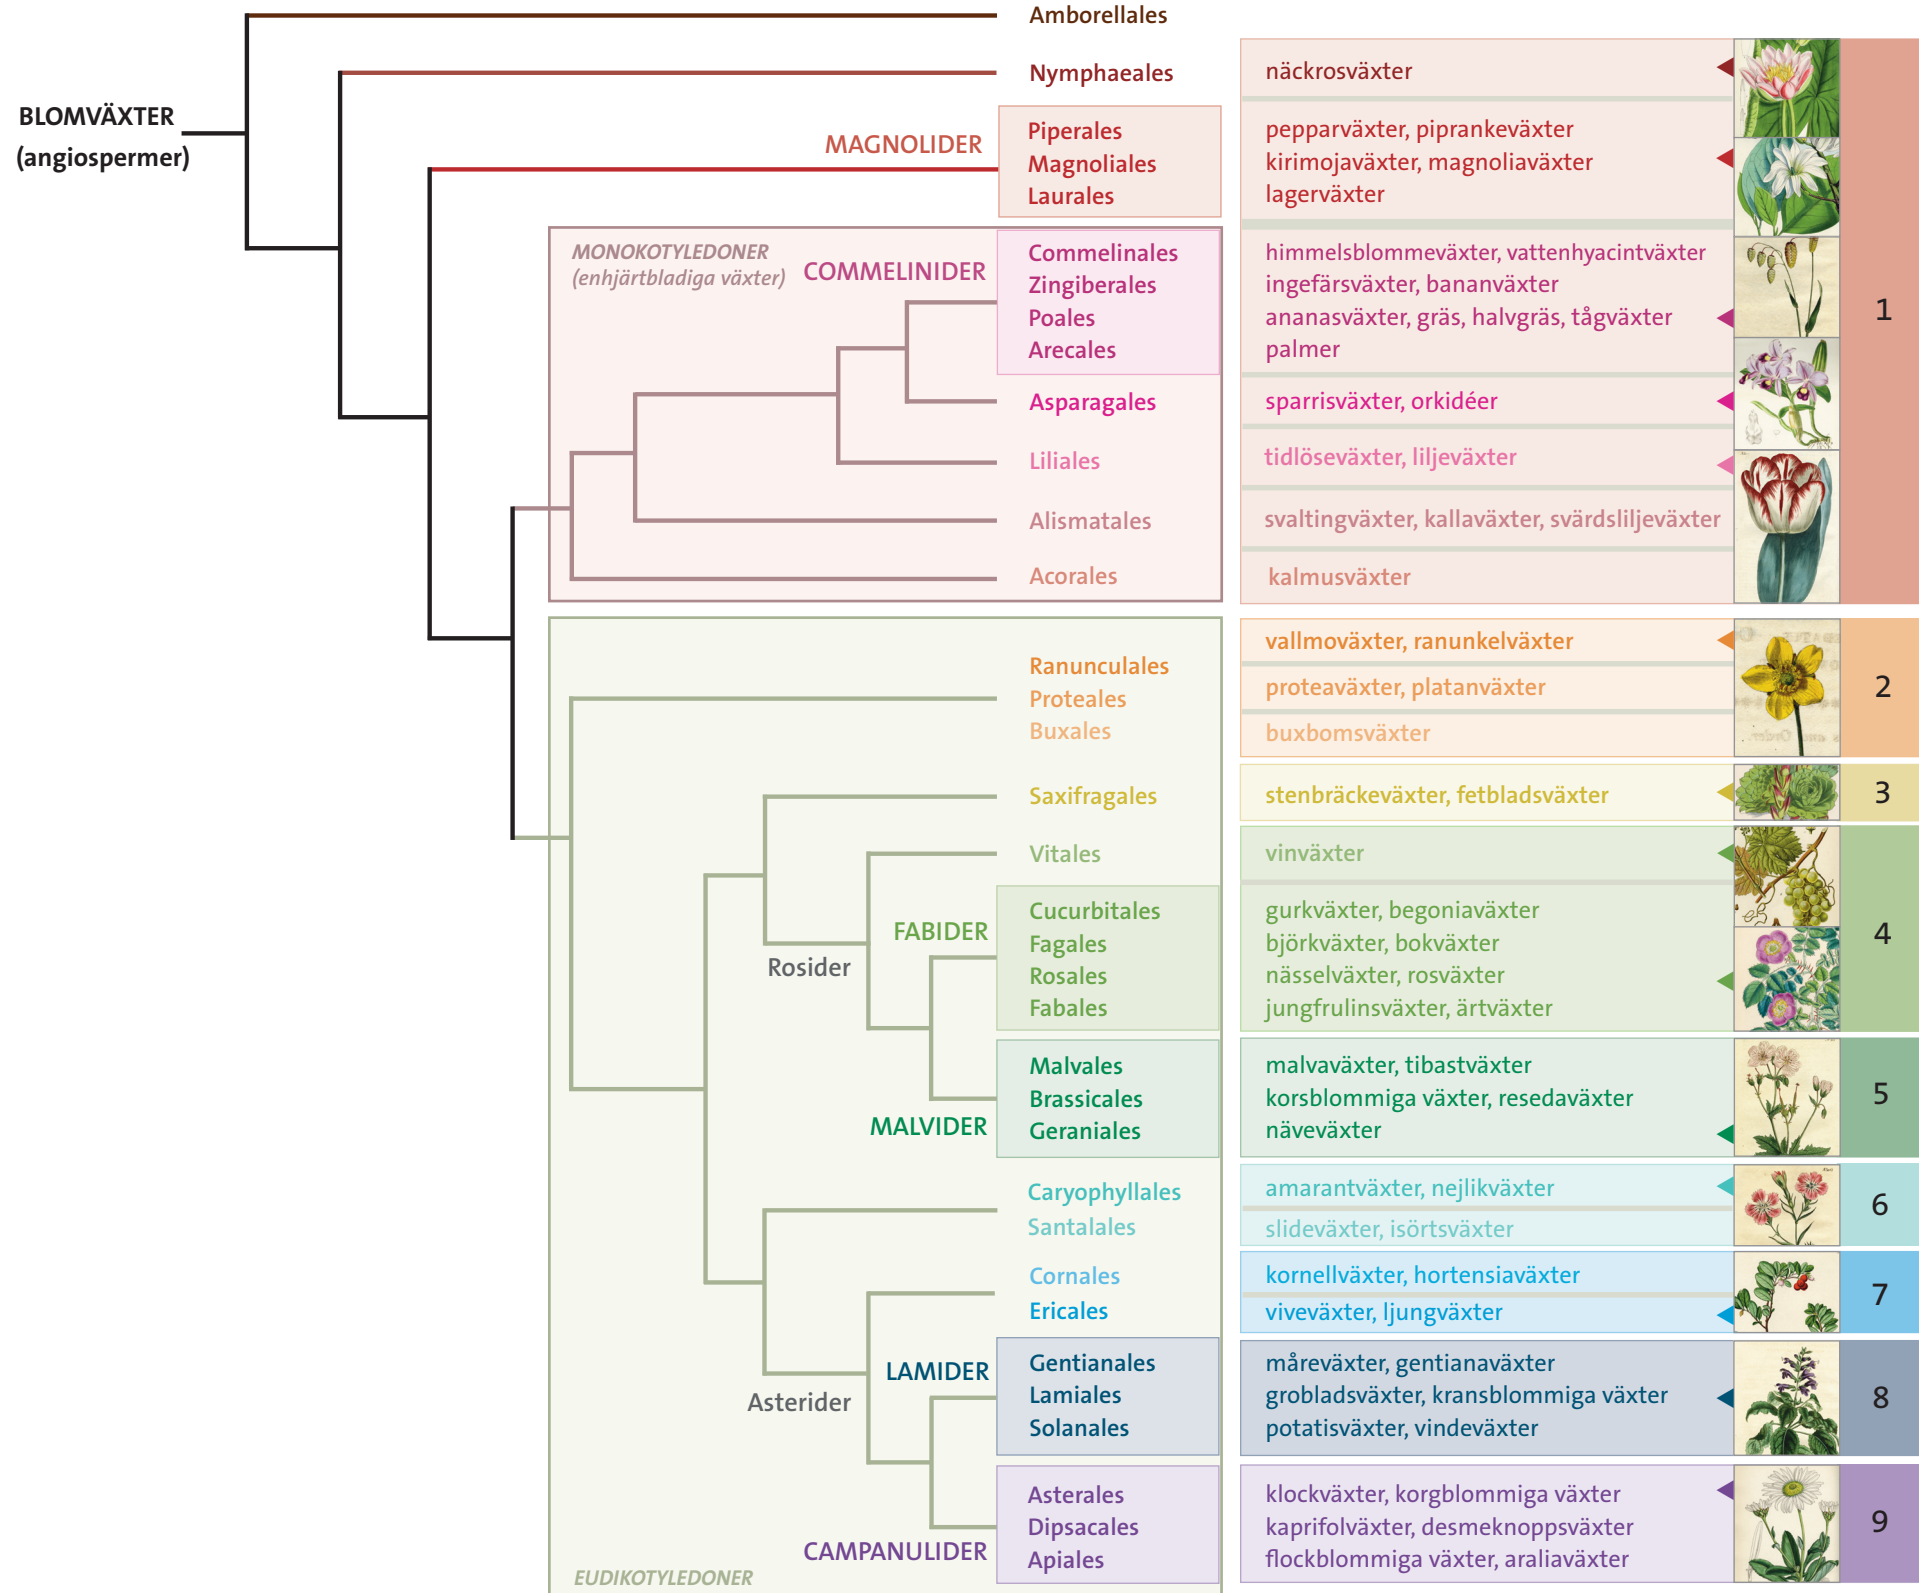 Amborellales
Nymphaeales
näckrosväxter
BLOMVÄXTER
(angiospermer)
MAGNOLIDER
Piperales
Magnoliales
Laurales
pepparväxter, piprankeväxter
kirimojaväxter, magnoliaväxter
lagerväxter
MONOKOTYLEDONER
(enhjärtbladiga växter)
COMMELINIDER
Commelinales
Zingiberales
Poales
Arecales
himmelsblommeväxter, vattenhyacintväxter
ingefärsväxter, bananväxter
ananasväxter, gräs, halvgräs, tågväxter
palmer
1
Asparagales
sparrisväxter, orkidéer
Liliales
tidlöseväxter, liljeväxter
Alismatales
svaltingväxter, kallaväxter, svärdsliljeväxter
Acorales
kalmusväxter
Ranunculales
Proteales
Buxales
vallmoväxter, ranunkelväxter
proteaväxter, platanväxter
buxbomsväxter
2
Saxifragales
stenbräckeväxter, fetbladsväxter
3
Vitales
vinväxter
Rosider
FABIDER
Cucurbitales
Fagales
Rosales
Fabales
gurkväxter, begoniaväxter
björkväxter, bokväxter
nässelväxter, rosväxter
jungfrulinsväxter, ärtväxter
4
MALVIDER
Malvales
Brassicales
Geraniales
malvaväxter, tibastväxter
korsblommiga växter, resedaväxter
näveväxter
5
Caryophyllales
Santalales
amarantväxter, nejlikväxter
slideväxter, isörtsväxter
6
Cornales
Ericales
kornellväxter, hortensiaväxter
viveväxter, ljungväxter
7
Asterider
LAMIDER
Gentianales
Lamiales
Solanales
måreväxter, gentianaväxter
grobladsväxter, kransblommiga växter
potatisväxter, vindeväxter
8
CAMPANULIDER
Asterales
Dipsacales
Apiales
klockväxter, korgblommiga växter
kaprifolväxter, desmeknoppsväxter
flockblommiga växter, araliaväxter
9
EUDIKOTYLEDONER